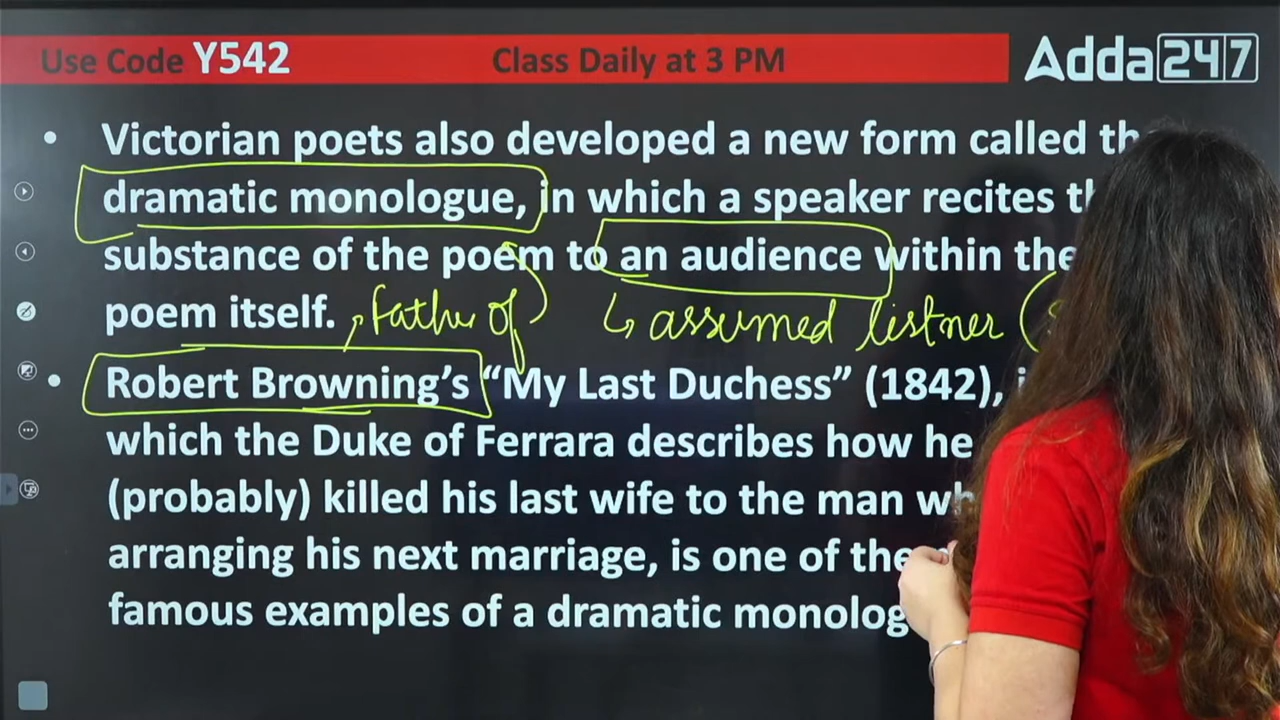 Use Code Y542 Class Daily at 3 PM Adda247
• Victorian poets also developed a new form called th
dramatic monologue, in which a speaker recites th
substance of the poem to an audience within the
poem itself. father of ↳ assumed listner (
• Robert Browning's “My Last Duchess” (1842), i
which the Duke of Ferrara describes how he
(probably) killed his last wife to the man wh
arranging his next marriage, is one of the
famous examples of a dramatic monolog